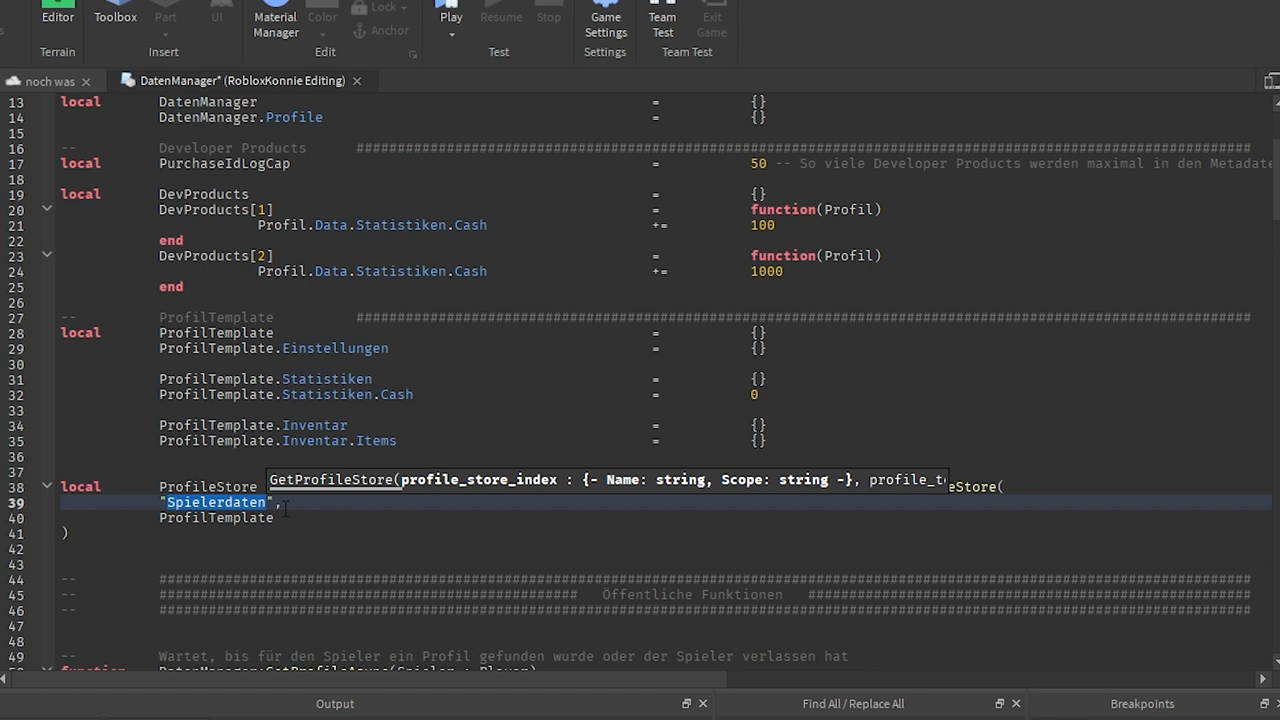 Editor Toolbox Part UI Material Manager Color Lock Anchor Play Resume Stop Game Settings Team Test Exit Game
Terrain Insert Edit Test Settings Team Test
noch was DatenManager* (RobloxKonnie Editing)
13 local DatenManager = {}
14 DatenManager.Profile = {}
15
16 -- Developer Products #############################################################################################################
17 local PurchaseIdLogCap = 50 -- So viele Developer Products werden maximal in den Metadate
18
19 local DevProducts = {}
20 DevProducts[1] = function(Profil)
21 Profil.Data.Statistiken.Cash += 100
22 end
23 DevProducts[2] = function(Profil)
24 Profil.Data.Statistiken.Cash += 1000
25 end
26
27 -- ProfilTemplate #############################################################################################################
28 local ProfilTemplate = {}
29 ProfilTemplate.Einstellungen = {}
30
31 ProfilTemplate.Statistiken = {}
32 ProfilTemplate.Statistiken.Cash = 0
33
34 ProfilTemplate.Inventar = {}
35 ProfilTemplate.Inventar.Items = {}
36
37
GetProfileStore(profile_store_index : {- Name: string, Scope: string -}, profile_t
38 local ProfileStore eStore(
39 "Spielerdaten",
40 ProfilTemplate
41 )
42
43
44 -- #####################################################################################################################################
45 -- ################################################### Öffentliche Funktionen ######################################################
46 -- #####################################################################################################################################
47
48
49 -- Wartet, bis für den Spieler ein Profil gefunden wurde oder der Spieler verlassen hat
Output Find All / Replace All Breakpoints